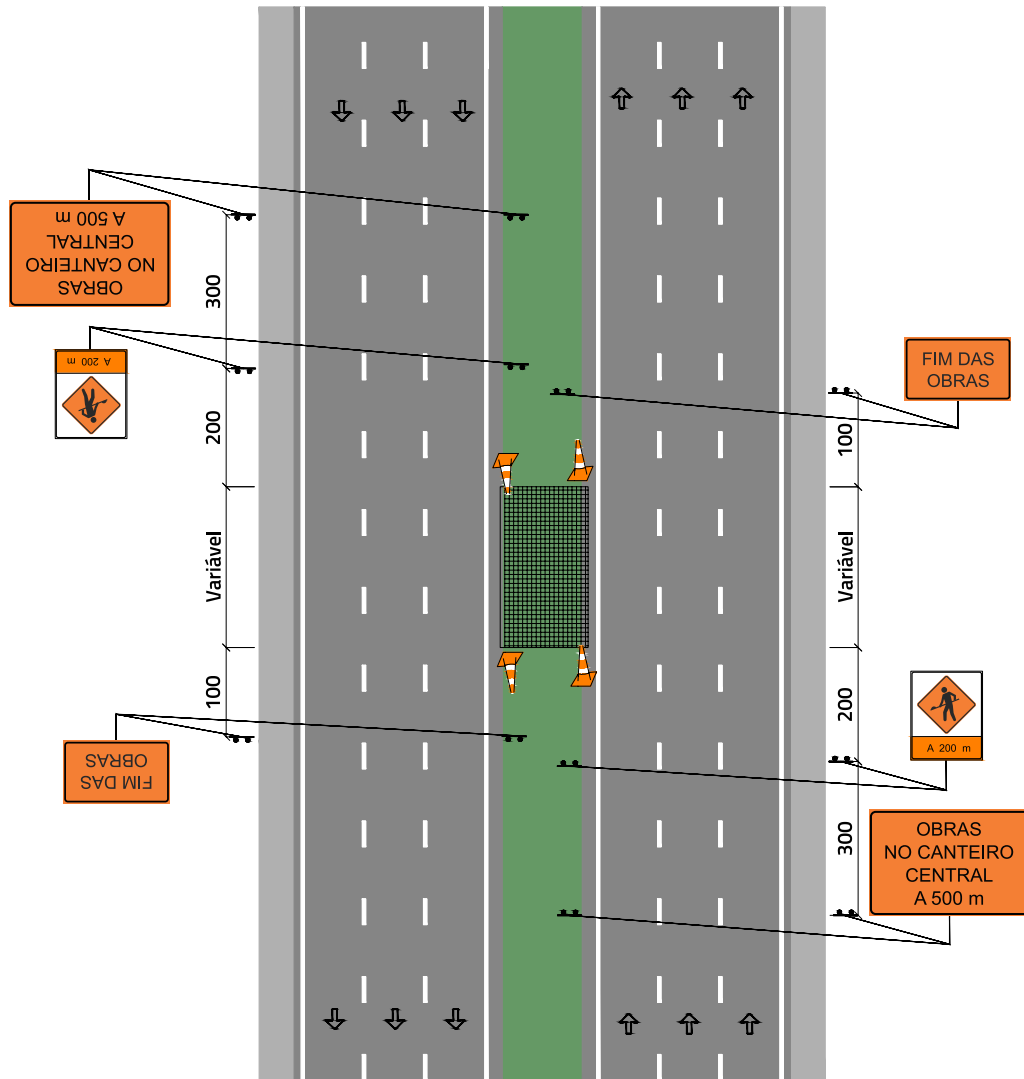 OBRAS
NO CANTEIRO
CENTRAL
A 500 m
300
A 200 m
200
Variável
100
FIM DAS
OBRAS
FIM DAS
OBRAS
100
Variável
200
A 200 m
300
OBRAS
NO CANTEIRO
CENTRAL
A 500 m